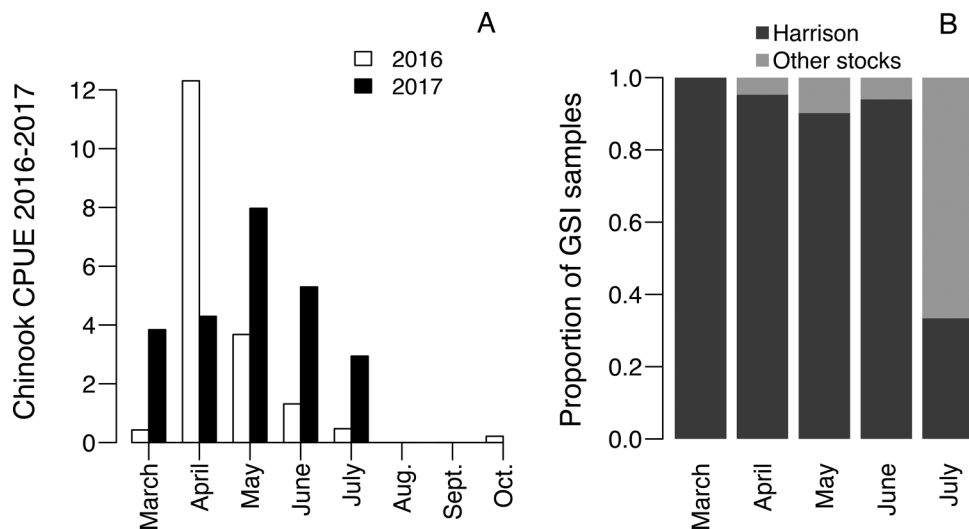 A
2016
2017
Chinook CPUE 2016-2017
12
10
8
6
4
2
0
March
April
May
June
July
Aug.
Sept.
Oct.
B
Harrison
Other stocks
Proportion of GSI samples
1.0
0.8
0.6
0.4
0.2
0.0
March
April
May
June
July